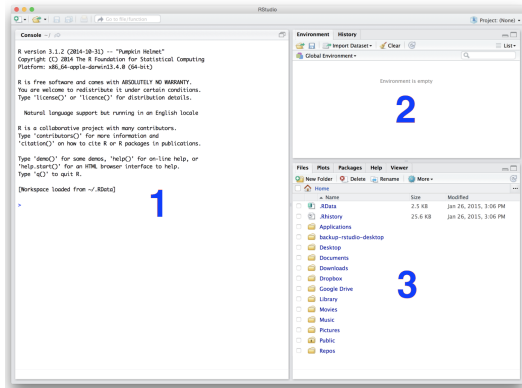 RStudio
Go to file/function
Project: (None)
Console ~/
R version 3.1.2 (2014-10-31) -- "Pumpkin Helmet"
Copyright (C) 2014 The R Foundation for Statistical Computing
Platform: x86_64-apple-darwin13.4.0 (64-bit)
R is free software and comes with ABSOLUTELY NO WARRANTY.
You are welcome to redistribute it under certain conditions.
Type 'license()' or 'licence()' for distribution details.
Natural language support but running in an English locale
R is a collaborative project with many contributors.
Type 'contributors()' for more information and
'citation()' on how to cite R or R packages in publications.
Type 'demo()' for some demos, 'help()' for on-line help, or
'help.start()' for an HTML browser interface to help.
Type 'q()' to quit R.
[Workspace loaded from ~/.RData]
>
1
Environment History
Import Dataset Clear List
Global Environment
Environment is empty
2
Files Plots Packages Help Viewer
New Folder Delete Rename More
Home
Name Size Modified
.RData 2.5 KB Jan 26, 2015, 3:06 PM
.Rhistory 25.6 KB Jan 26, 2015, 3:06 PM
Applications
backup-rstudio-desktop
Desktop
Documents
Downloads
Dropbox
Google Drive
Library
Movies
Music
Pictures
Public
Repos
3